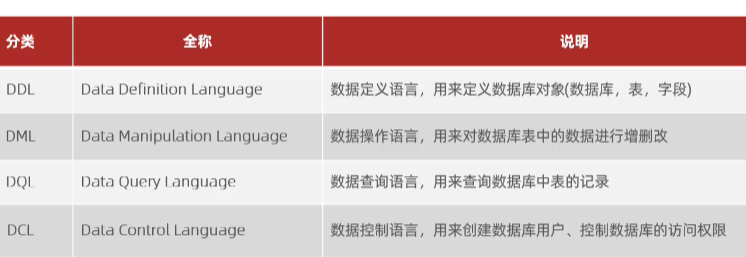 分类 全称 说明
DDL Data Definition Language 数据定义语言，用来定义数据库对象(数据库，表，字段)
DML Data Manipulation Language 数据操作语言，用来对数据库表中的数据进行增删改
DQL Data Query Language 数据查询语言，用来查询数据库中表的记录
DCL Data Control Language 数据控制语言，用来创建数据库用户、控制数据库的访问权限